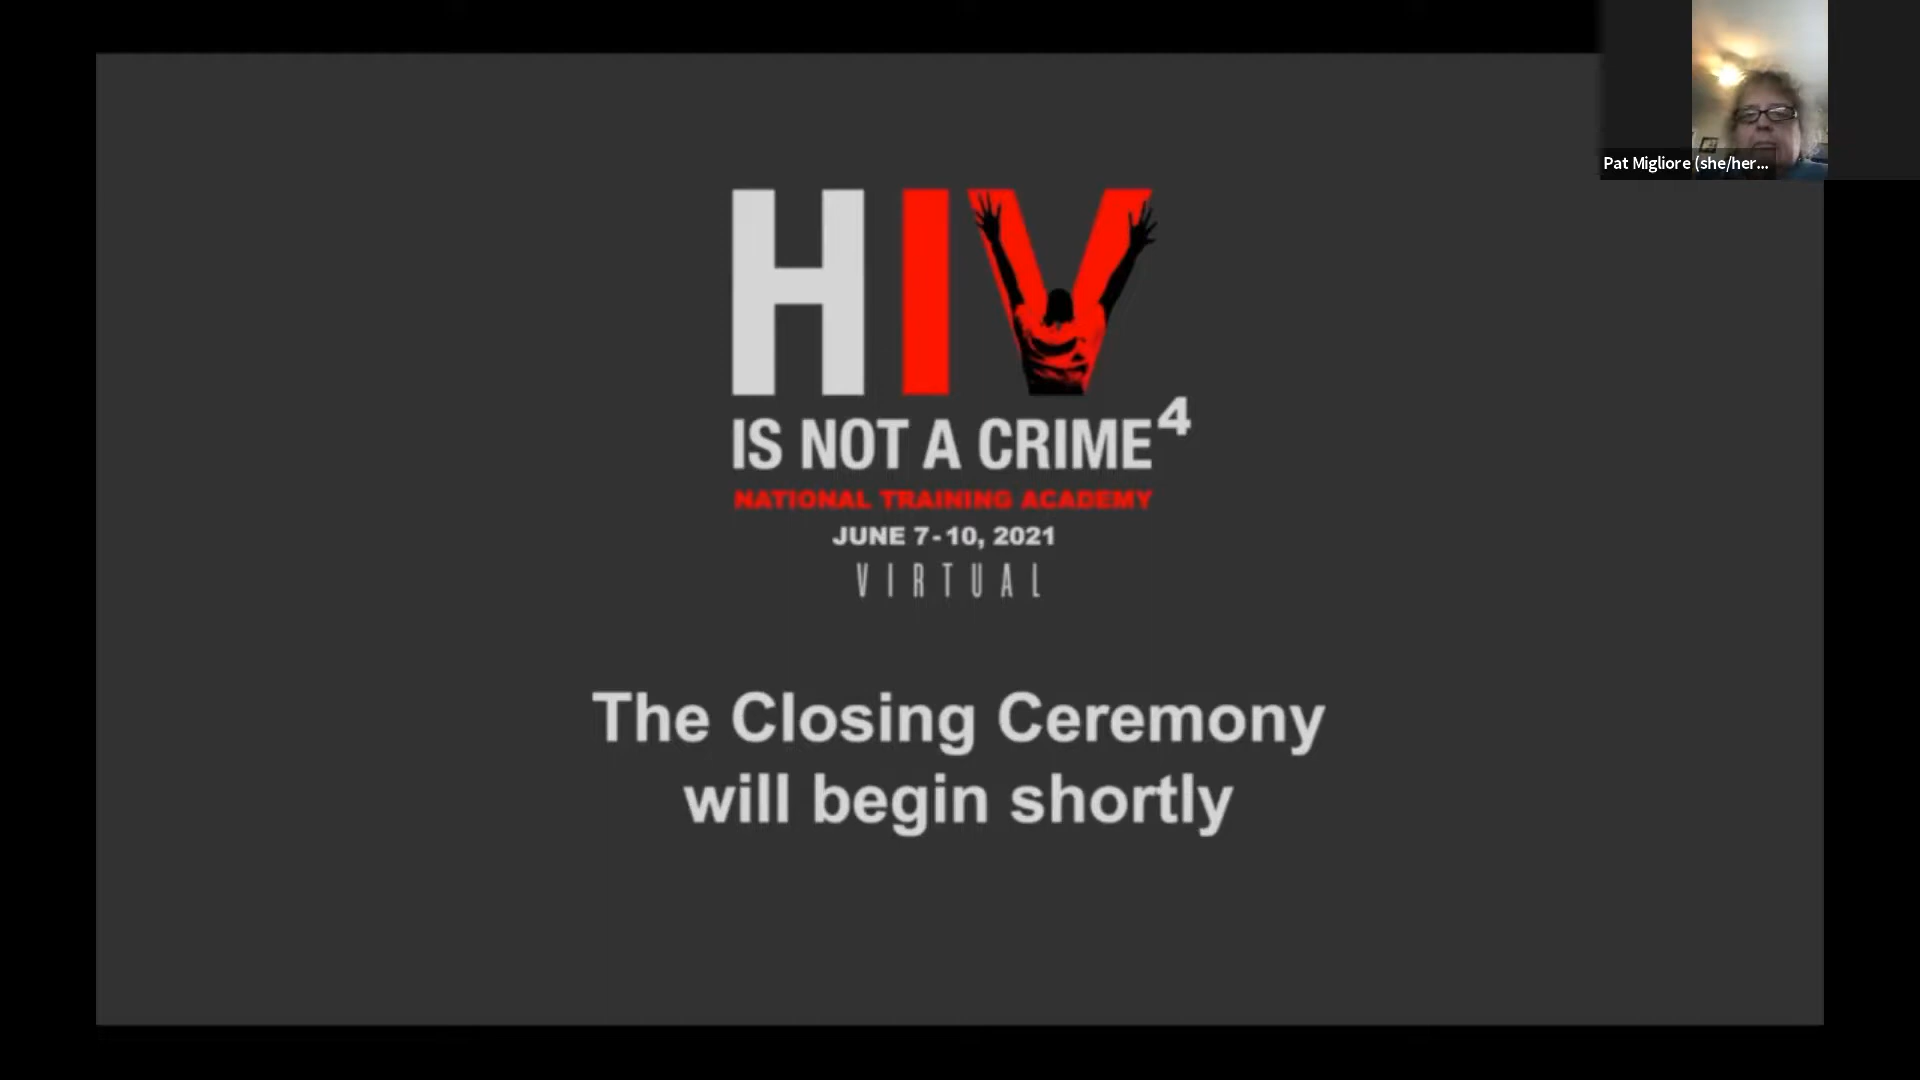 Pat Migliore (she/her...
HIV
IS NOT A CRIME⁴
NATIONAL TRAINING ACADEMY
JUNE 7-10, 2021
VIRTUAL
The Closing Ceremony
will begin shortly